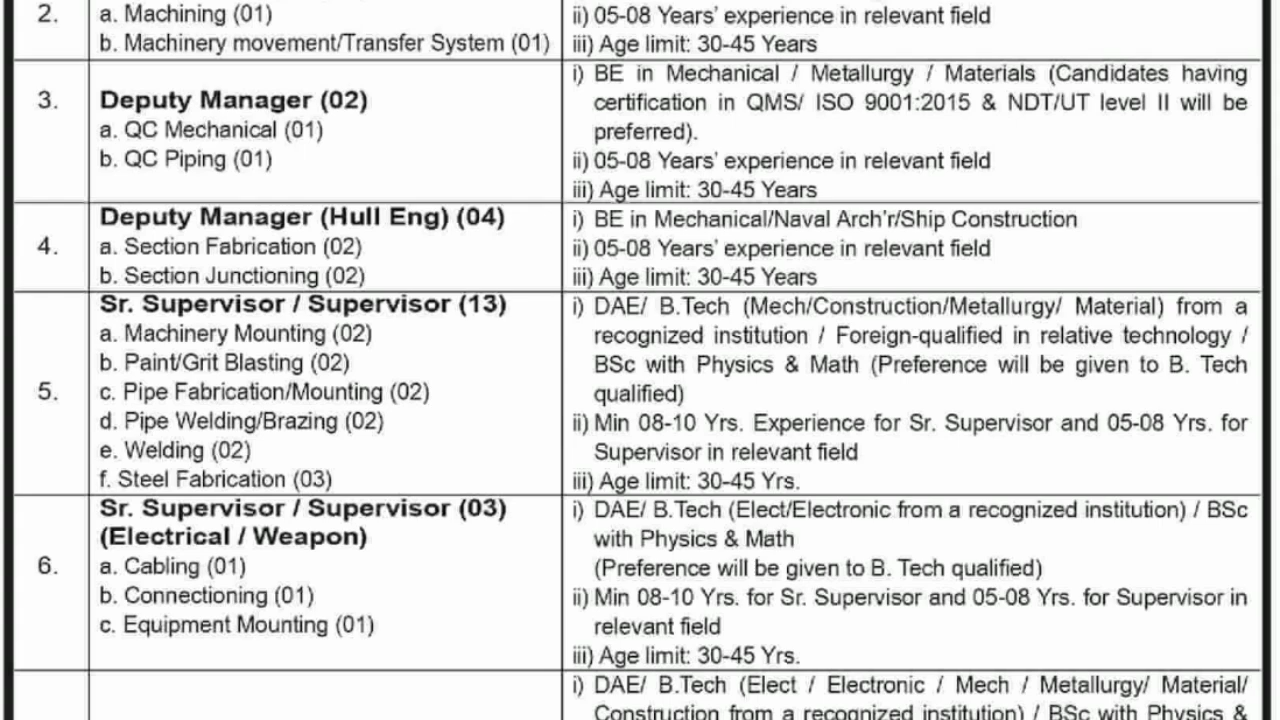 2.
a. Machining (01)
b. Machinery movement/Transfer System (01)
ii) 05-08 Years' experience in relevant field
iii) Age limit: 30-45 Years
3.
Deputy Manager (02)
a. QC Mechanical (01)
b. QC Piping (01)
i) BE in Mechanical / Metallurgy / Materials (Candidates having
certification in QMS/ ISO 9001:2015 & NDT/UT level II will be
preferred).
ii) 05-08 Years' experience in relevant field
iii) Age limit: 30-45 Years
4.
Deputy Manager (Hull Eng) (04)
a. Section Fabrication (02)
b. Section Junctioning (02)
i) BE in Mechanical/Naval Arch'r/Ship Construction
ii) 05-08 Years' experience in relevant field
iii) Age limit: 30-45 Years
5.
Sr. Supervisor / Supervisor (13)
a. Machinery Mounting (02)
b. Paint/Grit Blasting (02)
c. Pipe Fabrication/Mounting (02)
d. Pipe Welding/Brazing (02)
e. Welding (02)
f. Steel Fabrication (03)
i) DAE/ B.Tech (Mech/Construction/Metallurgy/ Material) from a
recognized institution / Foreign-qualified in relative technology /
BSc with Physics & Math (Preference will be given to B. Tech
qualified)
ii) Min 08-10 Yrs. Experience for Sr. Supervisor and 05-08 Yrs. for
Supervisor in relevant field
iii) Age limit: 30-45 Yrs.
6.
Sr. Supervisor / Supervisor (03)
(Electrical / Weapon)
a. Cabling (01)
b. Connectioning (01)
c. Equipment Mounting (01)
i) DAE/ B.Tech (Elect/Electronic from a recognized institution) / BSc
with Physics & Math
(Preference will be given to B. Tech qualified)
ii) Min 08-10 Yrs. for Sr. Supervisor and 05-08 Yrs. for Supervisor in
relevant field
iii) Age limit: 30-45 Yrs.
i) DAE/ B.Tech (Elect / Electronic / Mech / Metallurgy/ Material/
Construction from a recognized institution) / BSc with Physics &